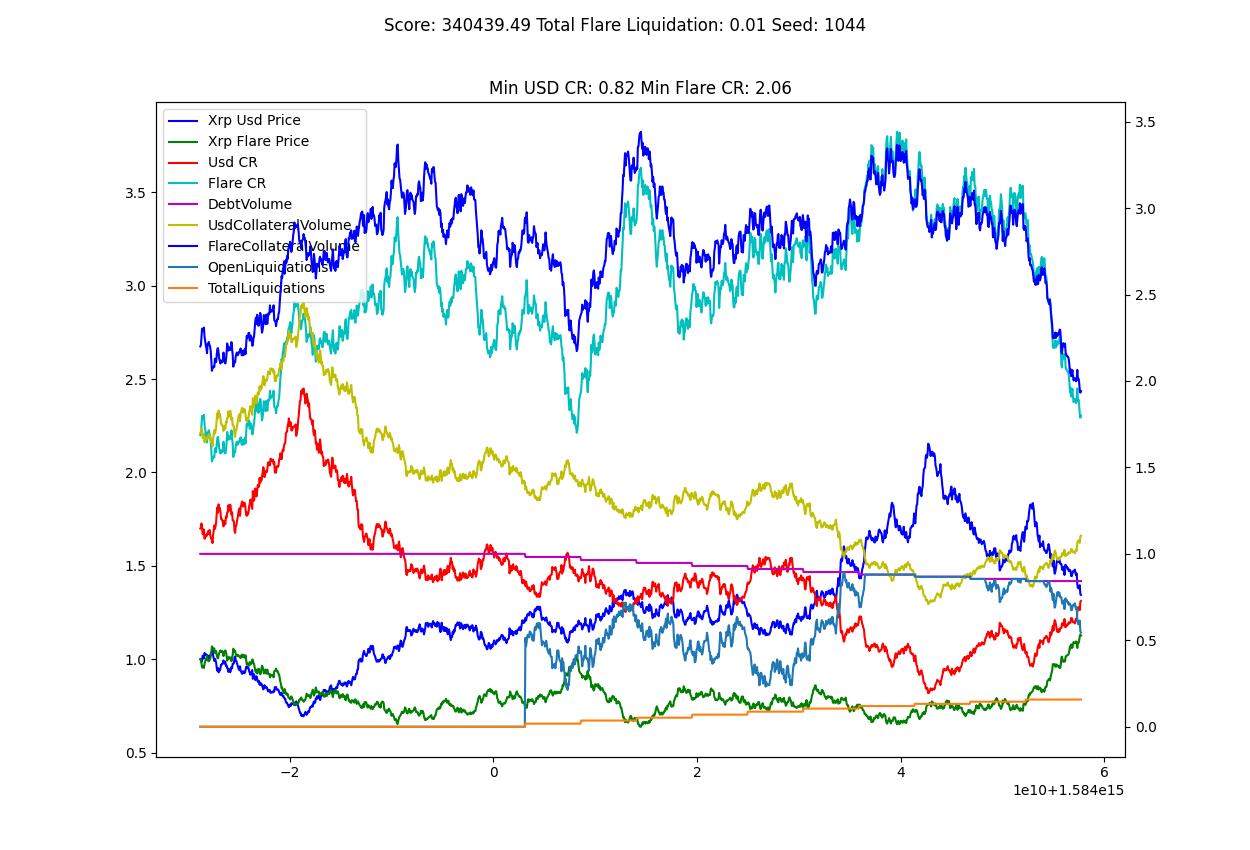 Score: 340439.49 Total Flare Liquidation: 0.01 Seed: 1044
Min USD CR: 0.82 Min Flare CR: 2.06
Xrp Usd Price
Xrp Flare Price
Usd CR
Flare CR
DebtVolume
UsdCollateralVolume
FlareCollateralVolume
OpenLiquidations
TotalLiquidations
3.5
3.0
2.5
2.0
1.5
1.0
0.5
3.5
3.0
2.5
2.0
1.5
1.0
0.5
0.0
−2
0
2
4
6
1e10+1.584e15